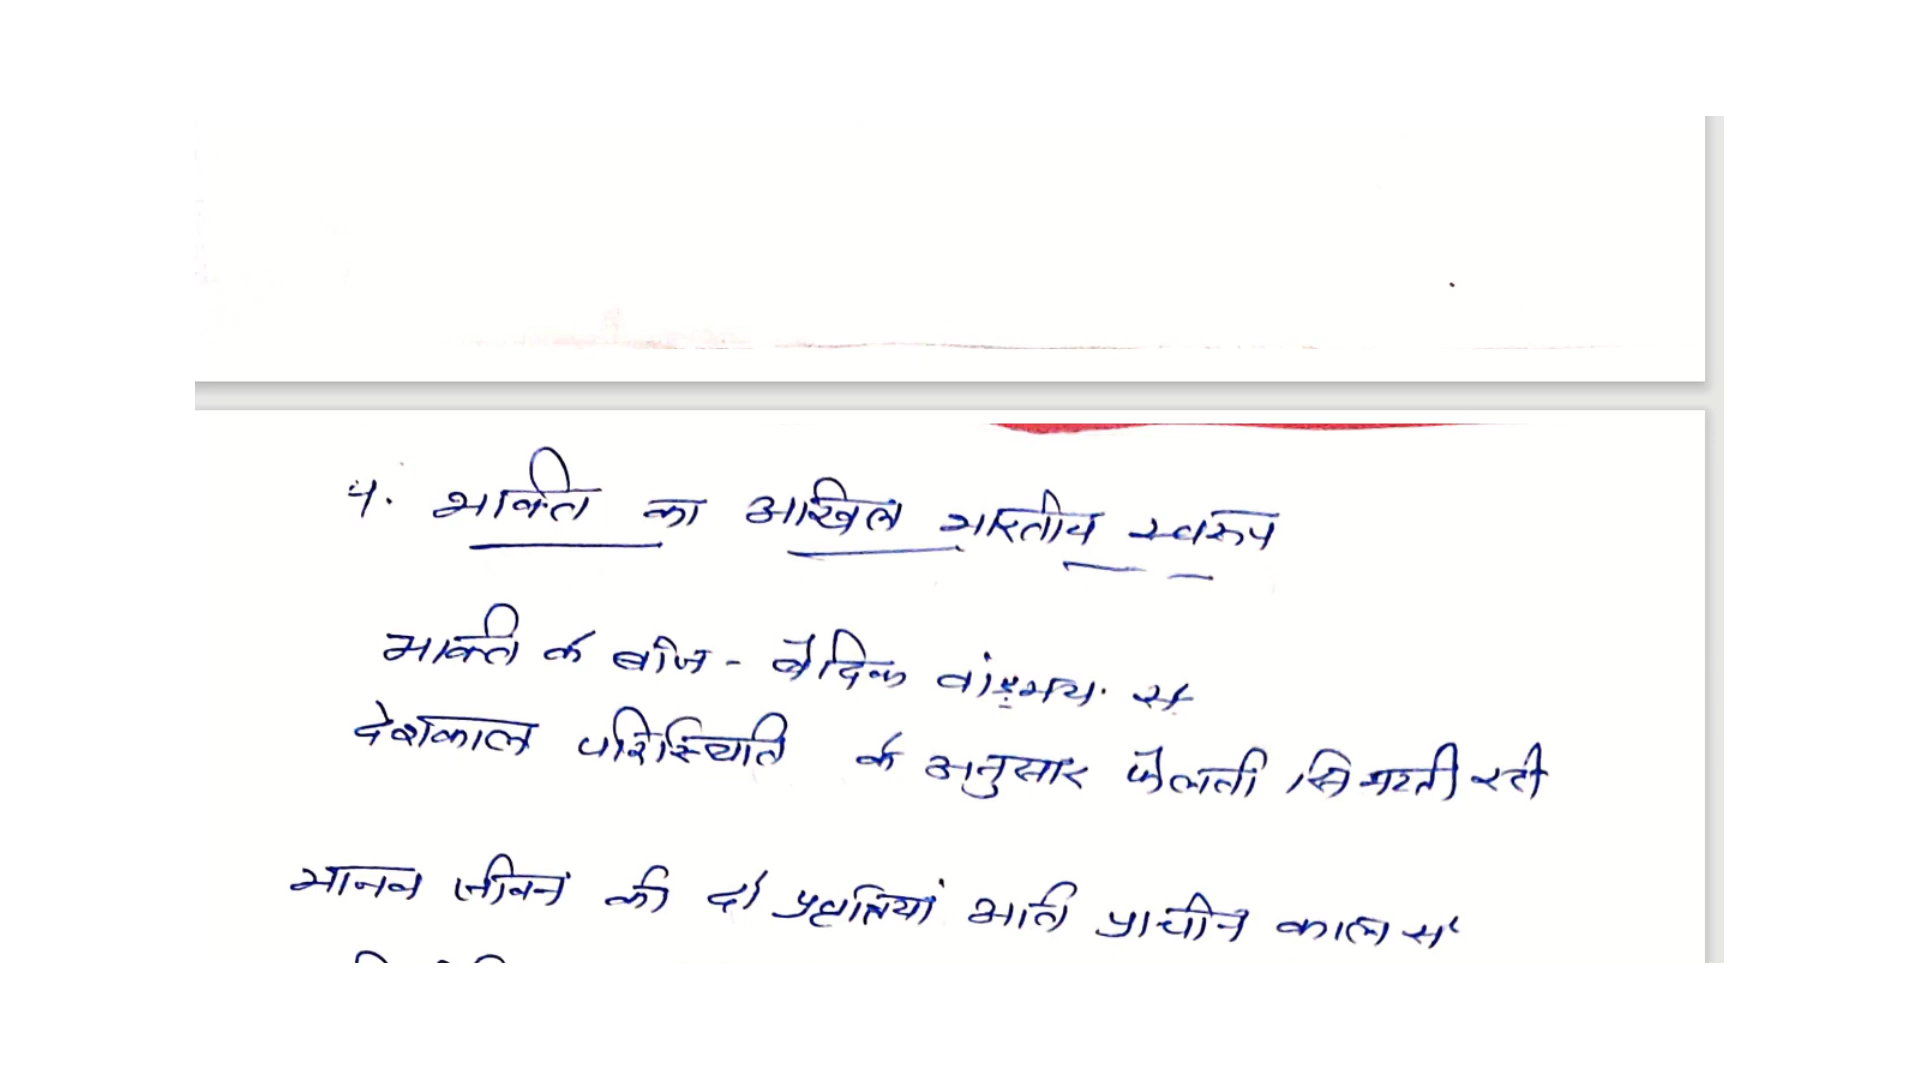 4. भक्ति का अखिल भारतीय स्वरूप
भक्ति के बीज - वैदिक वांङ्मय से
देशकाल परिस्थिति के अनुसार फैलती सिमटती रही
मानव जीवन की दो प्रवृत्तियां अति प्राचीन काल से